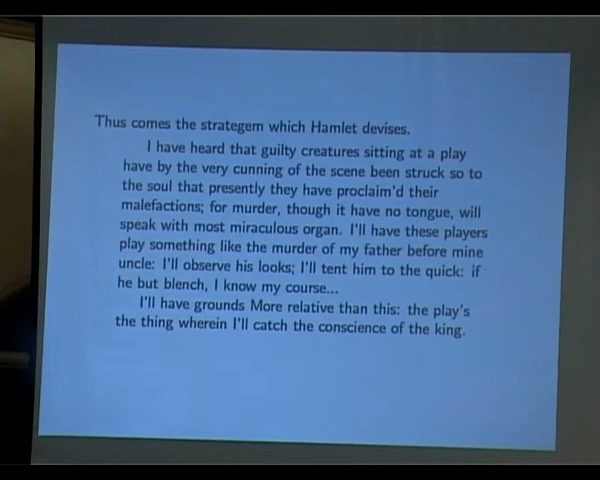 Thus comes the strategem which Hamlet devises.
I have heard that guilty creatures sitting at a play
have by the very cunning of the scene been struck so to
the soul that presently they have proclaim'd their
malefactions; for murder, though it have no tongue, will
speak with most miraculous organ. I'll have these players
play something like the murder of my father before mine
uncle: I'll observe his looks; I'll tent him to the quick: if
he but blench, I know my course...
I'll have grounds More relative than this: the play's
the thing wherein I'll catch the conscience of the king.